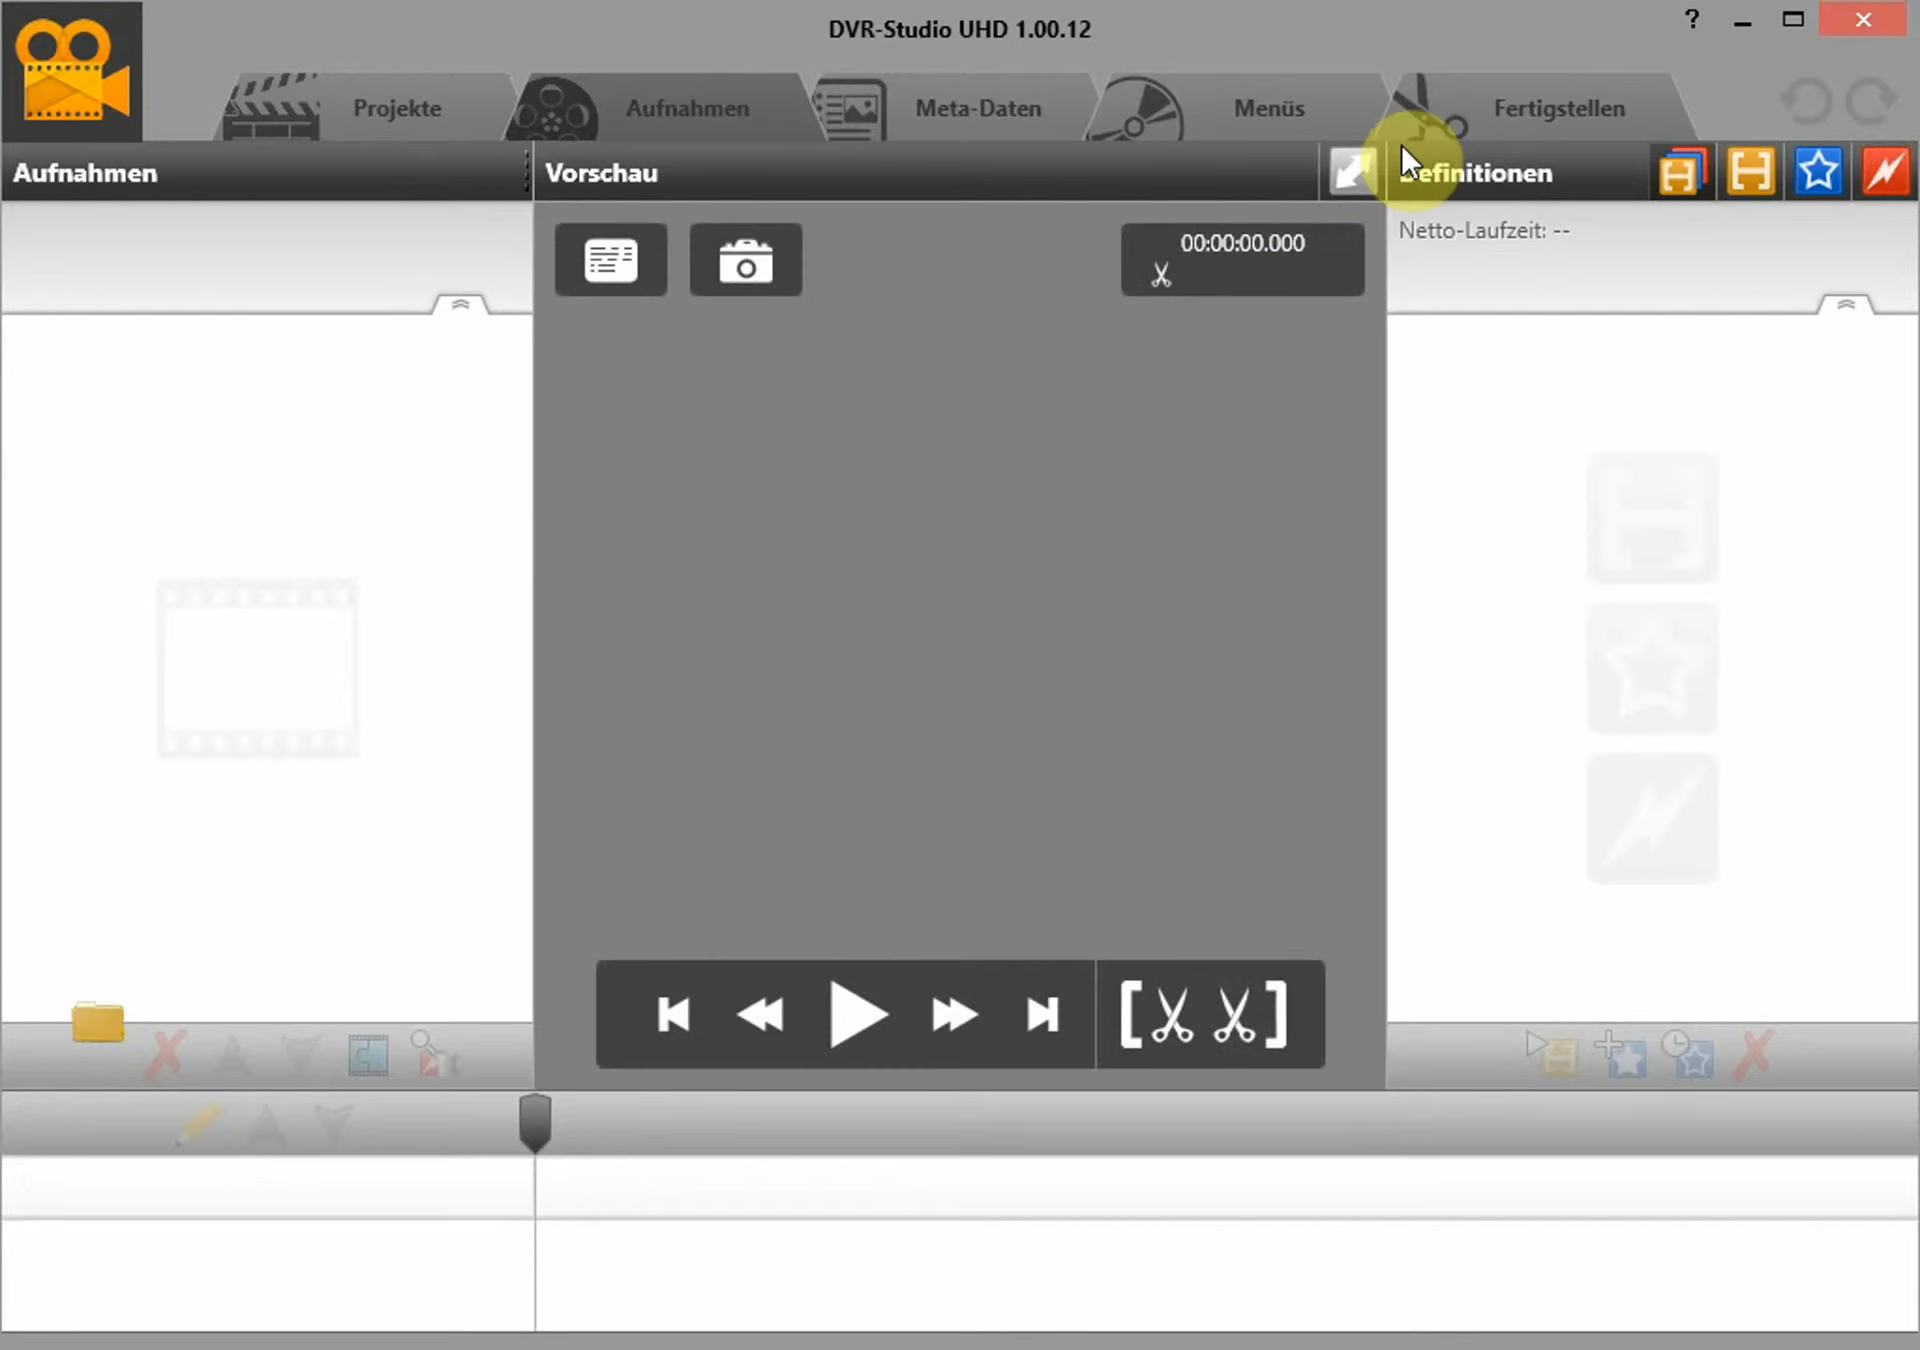 DVR-Studio UHD 1.00.12
?
Projekte
Aufnahmen
Meta-Daten
Menüs
Fertigstellen
Aufnahmen
Vorschau
efinitionen
Netto-Laufzeit: --
00:00:00.000